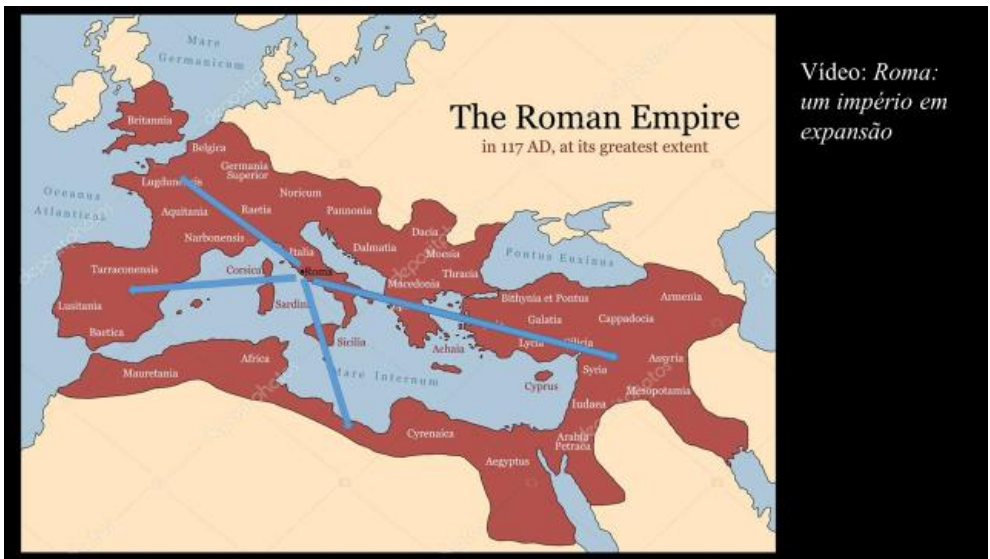 Mare
Germanicum
Vídeo: Roma:
um império em
expansão
The Roman Empire
in 117 AD, at its greatest extent
Britannia
Belgica
Germania
Superior
Lugdunensis
Noricum
Oceanus
Atlanticus
Aquitania
Raetia
Pannonia
Dacia
Narbonensis
Italia
Dalmatia
Moesia
Pontus Euxinus
Tarraconensis
Corsica
Roma
Thracia
Macedonia
Bithynia et Pontus
Armenia
Lusitania
Sardinia
Galatia
Cappadocia
Baetica
Sicilia
Achaia
Lycia
Cilicia
Africa
Assyria
Mauretania
Mare Internum
Syria
Cyprus
Mesopotamia
Iudaea
Cyrenaica
Arabia
Petraea
Aegyptus
depositphotos